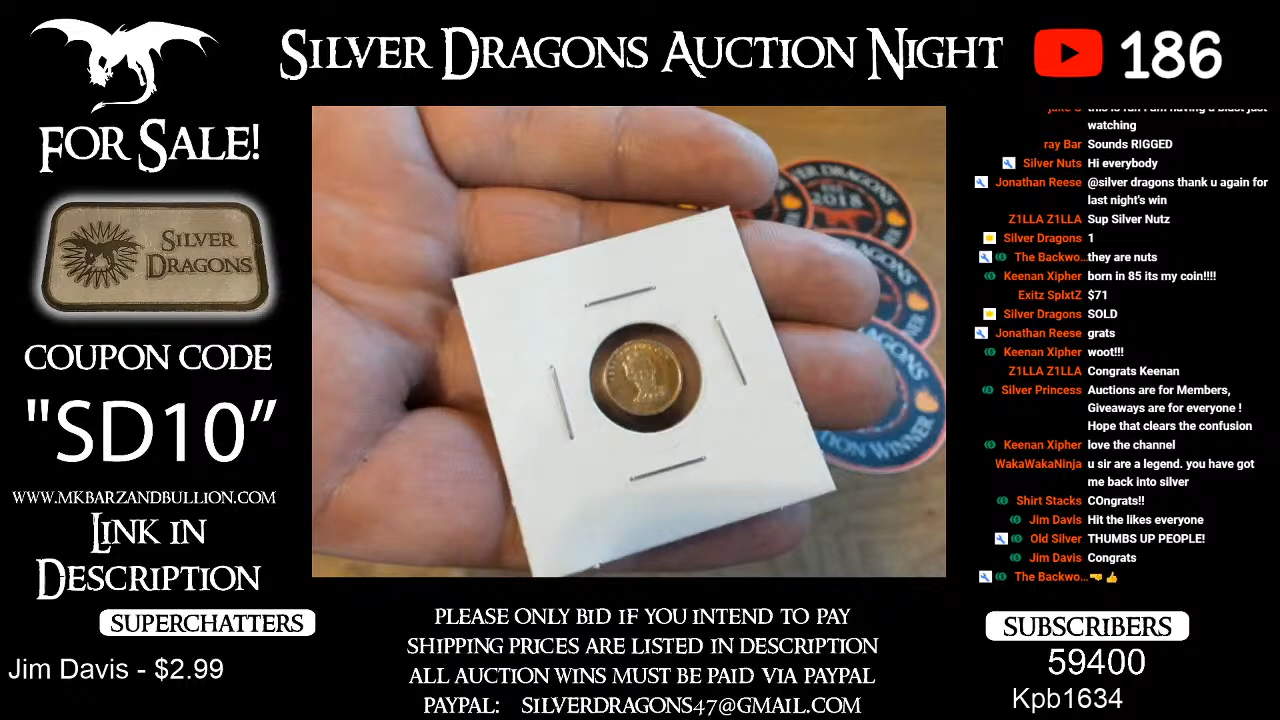 SILVER DRAGONS AUCTION NIGHT
186
FOR SALE!
SILVER
DRAGONS
COUPON CODE
"SD10”
WWW.MKBARZANDBULLION.COM
LINK IN
DESCRIPTION
SUPERCHATTERS
Jim Davis - $2.99
DRAGONS
2018
WINNER
watching
ray Bar Sounds RIGGED
Silver Nuts Hi everybody
Jonathan Reese @silver dragons thank u again for
last night's win
Z1LLA Z1LLA Sup Silver Nutz
Silver Dragons 1
The Backwo... they are nuts
Keenan Xipher born in 85 its my coin!!!!
Exitz SplxtZ $71
Silver Dragons SOLD
Jonathan Reese grats
Keenan Xipher woot!!!
Z1LLA Z1LLA Congrats Keenan
Silver Princess Auctions are for Members,
Giveaways are for everyone !
Hope that clears the confusion
Keenan Xipher love the channel
WakaWakaNinja u sir are a legend. you have got
me back into silver
Shirt Stacks COngrats!!
Jim Davis Hit the likes everyone
Old Silver THUMBS UP PEOPLE!
Jim Davis Congrats
The Backwo... 🤜👍
PLEASE ONLY BID IF YOU INTEND TO PAY
SHIPPING PRICES ARE LISTED IN DESCRIPTION
ALL AUCTION WINS MUST BE PAID VIA PAYPAL
PAYPAL: SILVERDRAGONS47@GMAIL.COM
SUBSCRIBERS
59400
Kpb1634